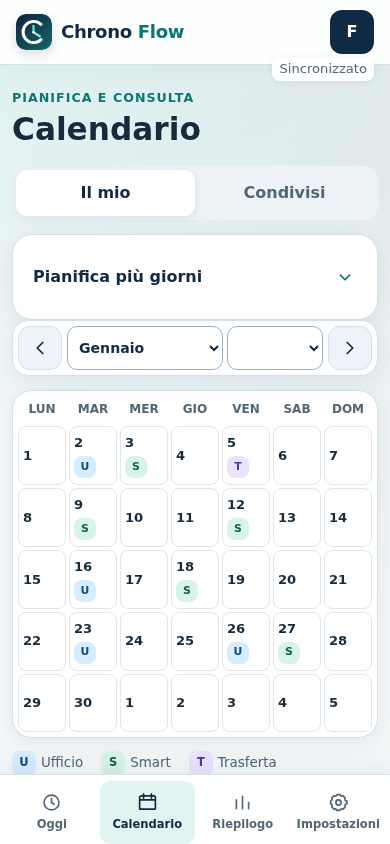 Chrono Flow
F
Sincronizzato
PIANIFICA E CONSULTA
Calendario
Il mio Condivisi
Pianifica più giorni
Gennaio
LUN MAR MER GIO VEN SAB DOM
1 2 3 4 5 6 7
U S T
8 9 10 11 12 13 14
S S
15 16 17 18 19 20 21
U S
22 23 24 25 26 27 28
U U S
29 30 1 2 3 4 5
U Ufficio S Smart T Trasferta
Oggi Calendario Riepilogo Impostazioni